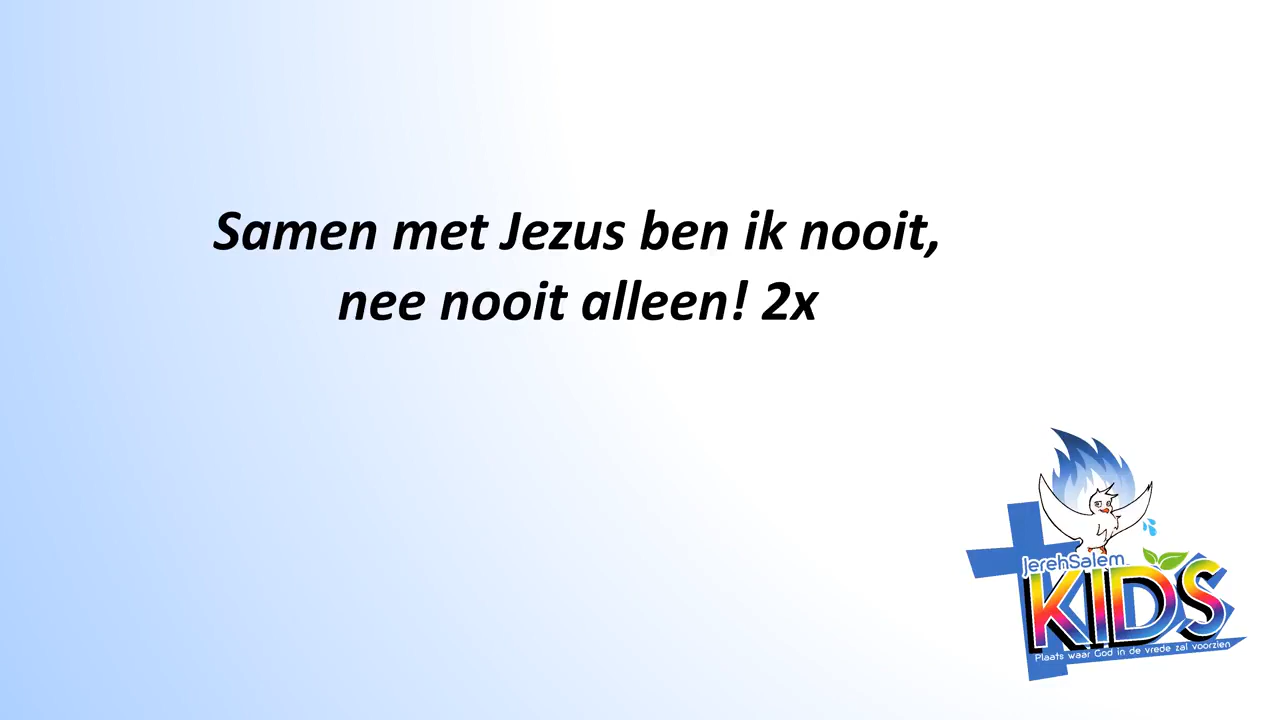 Samen met Jezus ben ik nooit,
nee nooit alleen! 2x
JerehSalem
KIDS
Plaats waar God in de vrede zal voorzien